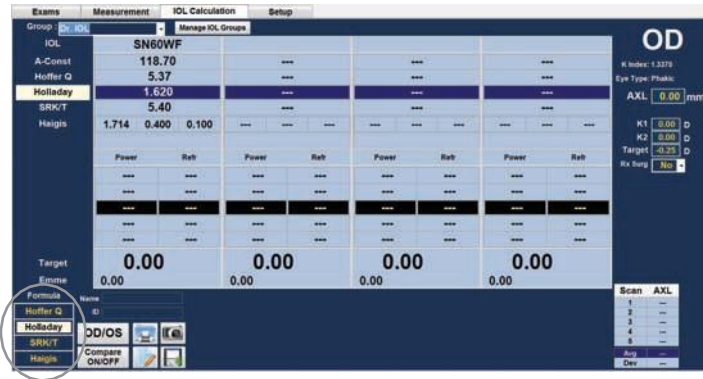 Exams Measurement IOL Calculation Setup
Group : Dr. IOL Manage IOL Groups
OD
IOL SN60WF
A-Const 118.70 --- --- ---
K Index: 1.3375
Hoffer Q 5.37 --- --- ---
Eye Type: Phakic
Holladay 1.620 --- --- ---
AXL 0.00 mm
SRK/T 5.40 --- --- ---
Haigis 1.714 0.400 0.100 --- --- --- --- --- --- --- --- ---
K1 0.00 D
K2 0.00 D
Target -0.25 D
Rx Surg No
Power Refr Power Refr Power Refr Power Refr
--- --- --- --- --- --- --- ---
--- --- --- --- --- --- --- ---
--- --- --- --- --- --- --- ---
--- --- --- --- --- --- --- ---
--- --- --- --- --- --- --- ---
Target 0.00 0.00 0.00 0.00
Emme 0.00 0.00 0.00 0.00
Formula
Hoffer Q
Holladay
SRK/T
Haigis
Name
ID
OD/OS
Compare
ON/OFF
Scan AXL
1 ---
2 ---
3 ---
4 ---
5 ---
Avg ---
Dev ---